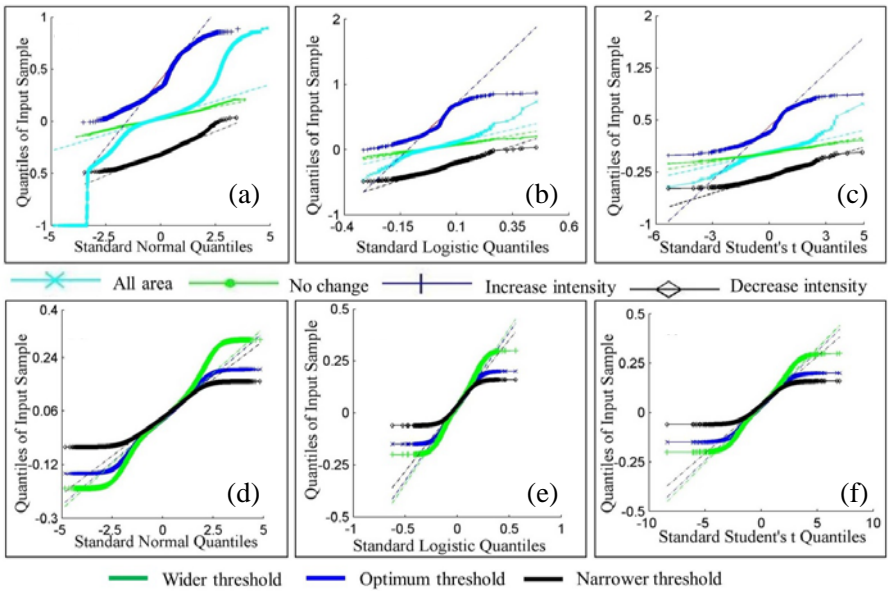 1
0.5
0
-0.5
-1
-5
-2.5
0
2.5
5
Quantiles of Input Sample
Standard Normal Quantiles
(a)
2
1
0
1
-0.4
-0.15
0.1
0.35
0.6
Quantiles of Input Sample
Standard Logistic Quantiles
(b)
2
1.25
0.5
-0.25
-1
-6
-3
0
3
5
Quantiles of Input Sample
Standard Student's t Quantiles
(c)
All area
No change
Increase intensity
Decrease intensity
0.4
0.24
0.06
-0.12
-0.3
-5
-2.5
0
2.5
5
Quantiles of Input Sample
Standard Normal Quantiles
(d)
0.5
0.25
0
-0.25
-0.5
-1
-0.5
0
0.5
1
Quantiles of Input Sample
Standard Logistic Quantiles
(e)
0.5
0.25
0
-0.25
-0.5
-10
-5
0
5
10
Quantiles of Input Sample
Standard Student's t Quantiles
(f)
Wider threshold
Optimum threshold
Narrower threshold